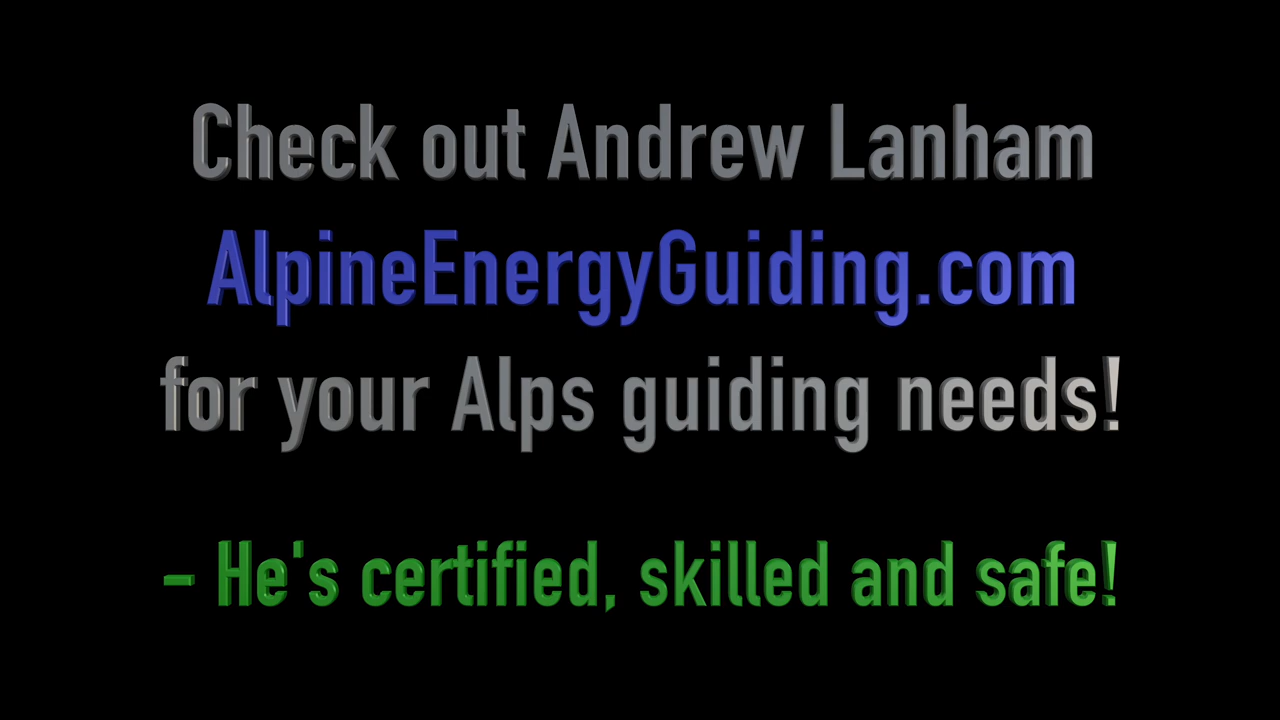 Check out Andrew Lanham
AlpineEnergyGuiding.com
for your Alps guiding needs!
– He's certified, skilled and safe!